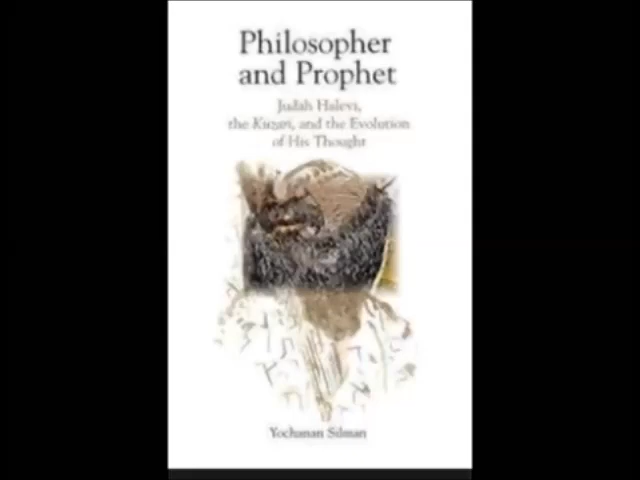 Philosopher
and Prophet
Judah Halevi,
the Kuzari, and the Evolution
of His Thought
Yochanan Silman